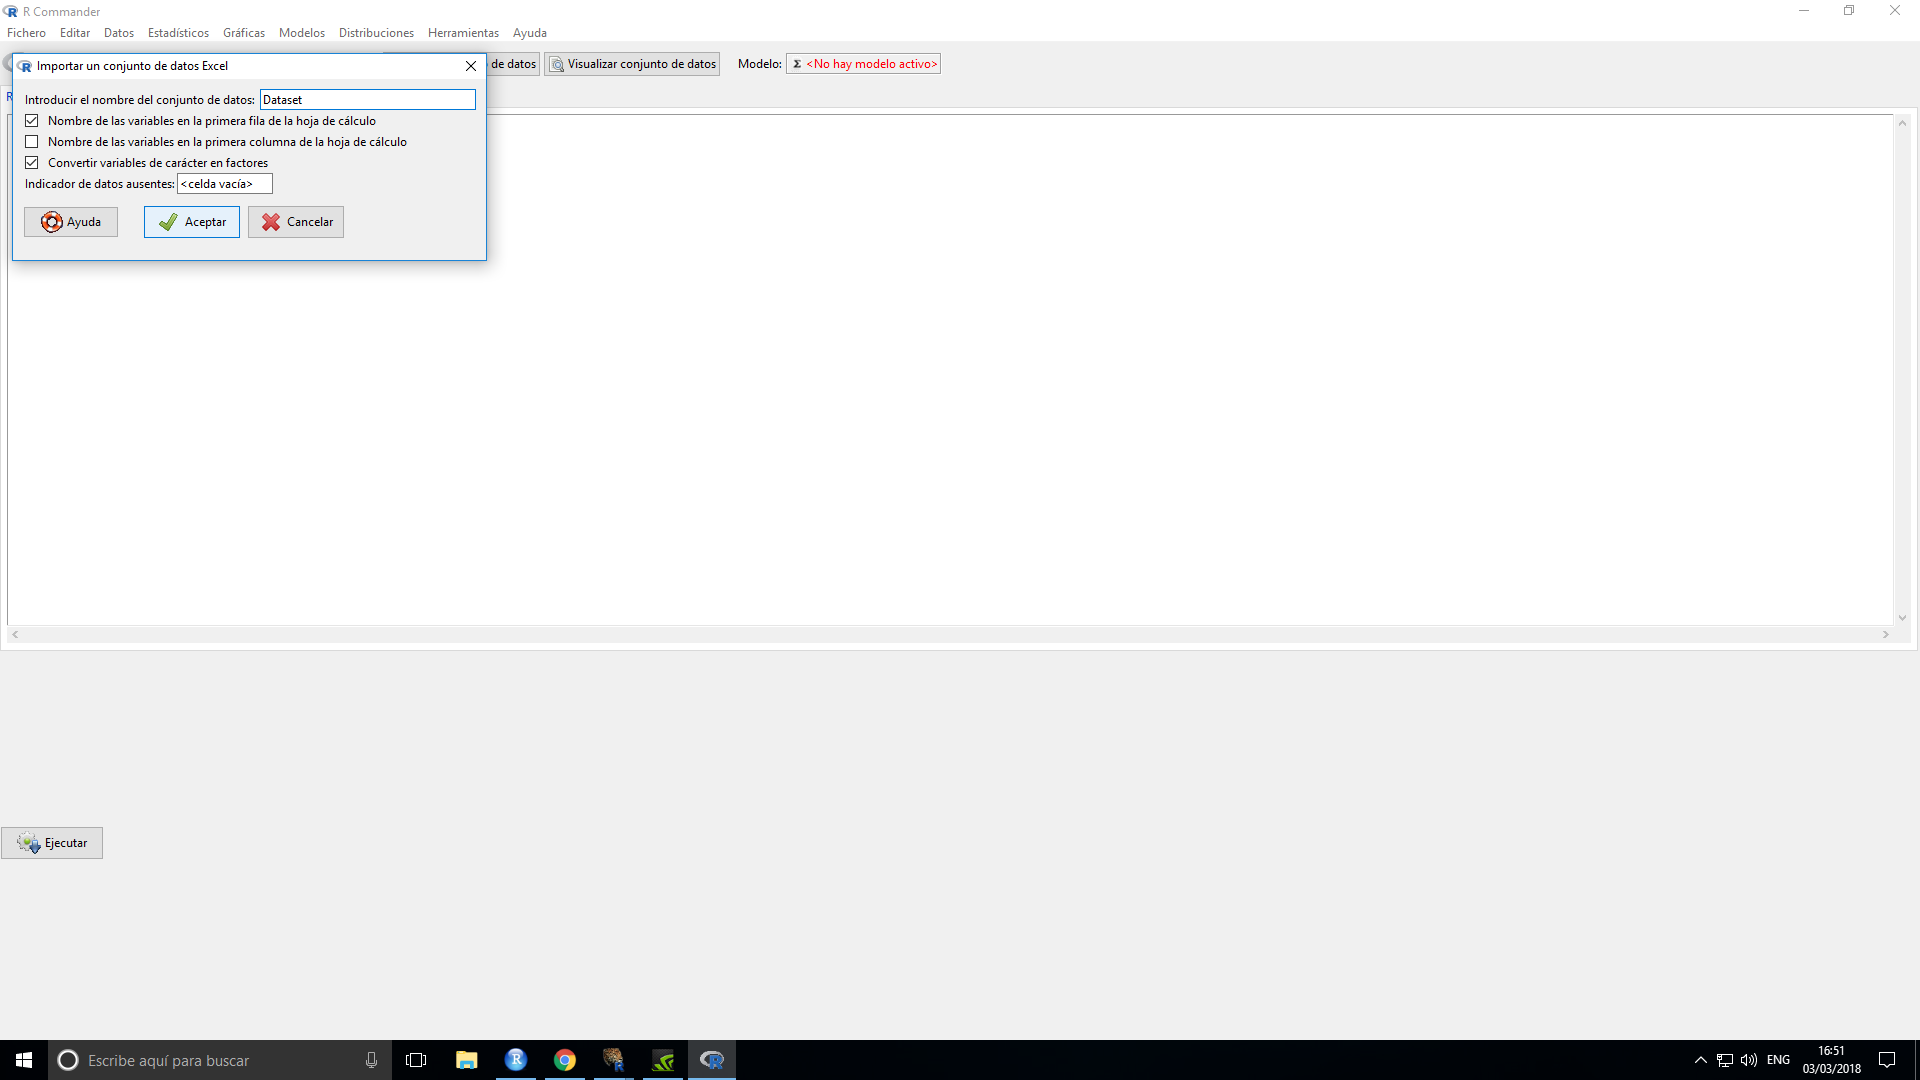 R Commander
Fichero Editar Datos Estadísticos Gráficas Modelos Distribuciones Herramientas Ayuda
de datos Visualizar conjunto de datos Modelo: Σ <No hay modelo activo>
Importar un conjunto de datos Excel
Introducir el nombre del conjunto de datos: Dataset
Nombre de las variables en la primera fila de la hoja de cálculo
Nombre de las variables en la primera columna de la hoja de cálculo
Convertir variables de carácter en factores
Indicador de datos ausentes: <celda vacía>
Ayuda Aceptar Cancelar
Ejecutar
Escribe aquí para buscar
ENG
16:51
03/03/2018